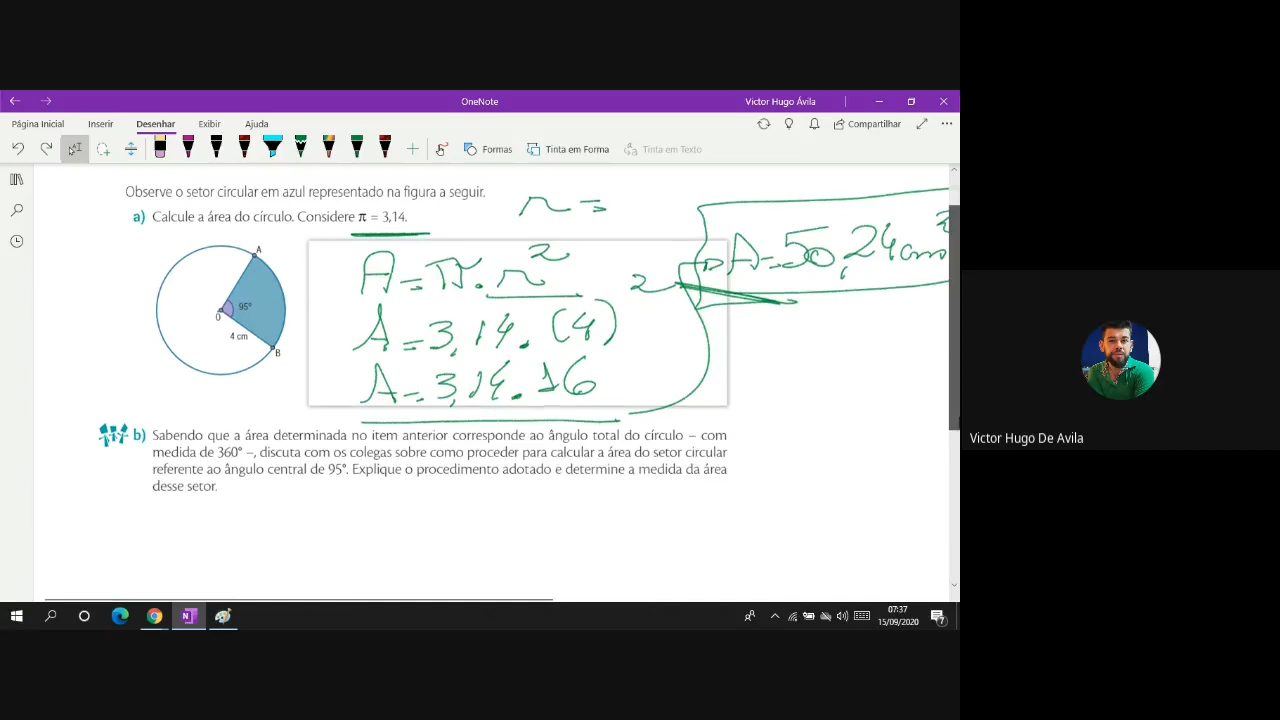 OneNote
Victor Hugo Ávila
Página Inicial Inserir Desenhar Exibir Ajuda
Compartilhar
Formas Tinta em Forma Tinta em Texto
Observe o setor circular em azul representado na figura a seguir.
a) Calcule a área do círculo. Considere π = 3,14.
r =
A
95°
O
4 cm
B
A = π . r²
A = 3,14 . (4)²
A = 3,14 . 16
A = 50,24cm²
b) Sabendo que a área determinada no item anterior corresponde ao ângulo total do círculo – com
medida de 360° –, discuta com os colegas sobre como proceder para calcular a área do setor circular
referente ao ângulo central de 95°. Explique o procedimento adotado e determine a medida da área
desse setor.
Victor Hugo De Avila
07:37
15/09/2020